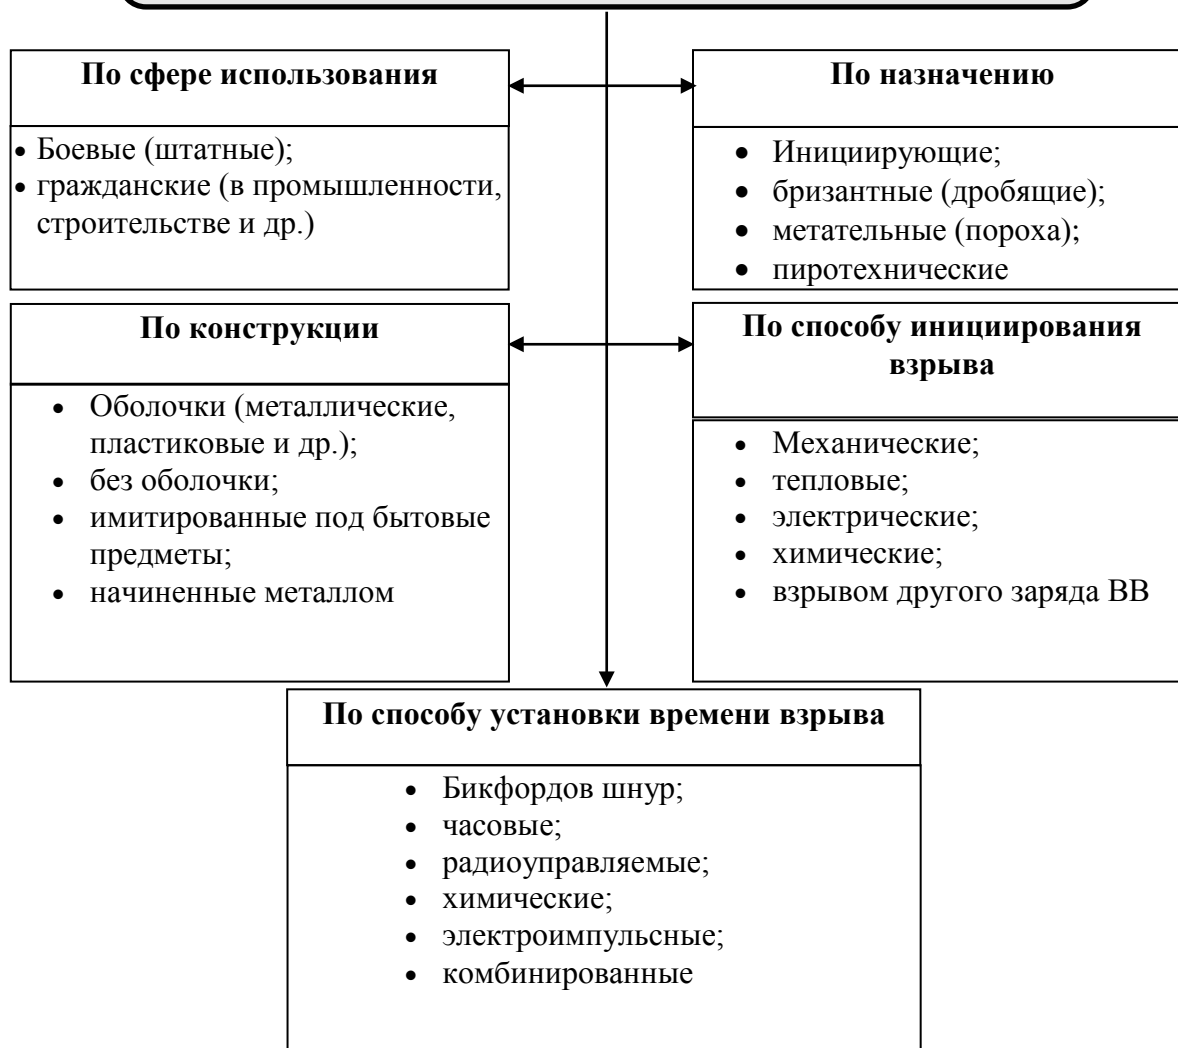 По сфере использования
• Боевые (штатные);
• гражданские (в промышленности,
строительстве и др.)
По назначению
• Инициирующие;
• бризантные (дробящие);
• метательные (пороха);
• пиротехнические
По конструкции
• Оболочки (металлические,
пластиковые и др.);
• без оболочки;
• имитированные под бытовые
предметы;
• начиненные металлом
По способу инициирования
взрыва
• Механические;
• тепловые;
• электрические;
• химические;
• взрывом другого заряда ВВ
По способу установки времени взрыва
• Бикфордов шнур;
• часовые;
• радиоуправляемые;
• химические;
• электроимпульсные;
• комбинированные